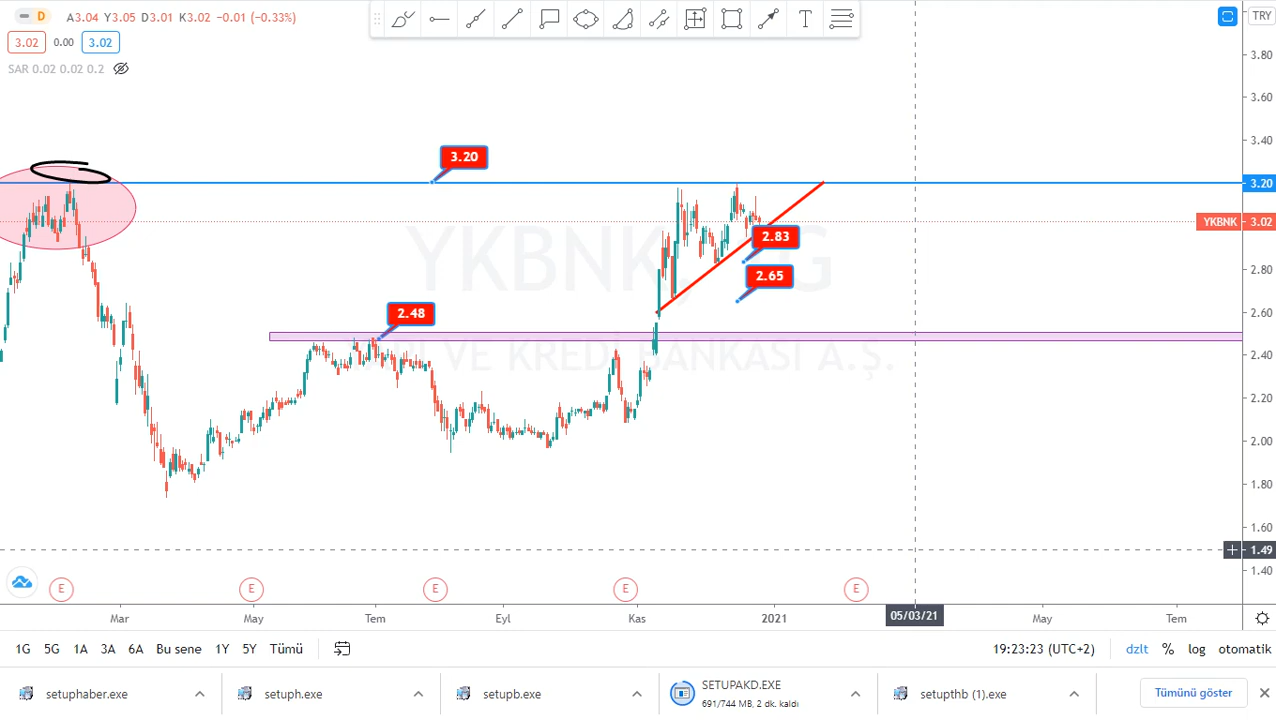 D A3.04 Y3.05 D3.01 K3.02 −0.01 (−0.33%)
TRY
3.02 0.00 3.02
SAR 0.02 0.02 0.2
3.80
3.60
3.40
3.20
3.20
YKBNK 3.02
2.83
2.65
2.80
2.60
2.48
2.40
2.20
2.00
1.80
1.60
1.49
1.40
E E E E E
Mar May Tem Eyl Kas 2021 05/03/21 May Tem
1G 5G 1A 3A 6A Bu sene 1Y 5Y Tümü 19:23:23 (UTC+2) dzlt % log otomatik
setuphaber.exe setuph.exe setupb.exe SETUPAKD.EXE setupthb (1).exe Tümünü göster
691/744 MB, 2 dk. kaldı